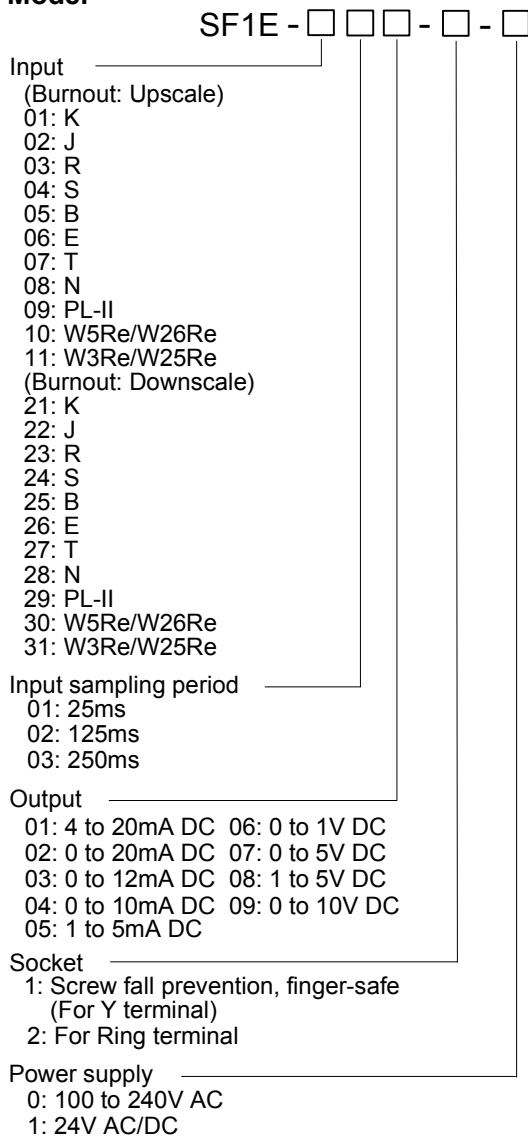 Model
SF1E - □ □ □ - □ - □
Input
(Burnout: Upscale)
01: K
02: J
03: R
04: S
05: B
06: E
07: T
08: N
09: PL-II
10: W5Re/W26Re
11: W3Re/W25Re
(Burnout: Downscale)
21: K
22: J
23: R
24: S
25: B
26: E
27: T
28: N
29: PL-II
30: W5Re/W26Re
31: W3Re/W25Re
Input sampling period
01: 25ms
02: 125ms
03: 250ms
Output
01: 4 to 20mA DC 06: 0 to 1V DC
02: 0 to 20mA DC 07: 0 to 5V DC
03: 0 to 12mA DC 08: 1 to 5V DC
04: 0 to 10mA DC 09: 0 to 10V DC
05: 1 to 5mA DC
Socket
1: Screw fall prevention, finger-safe
(For Y terminal)
2: For Ring terminal
Power supply
0: 100 to 240V AC
1: 24V AC/DC